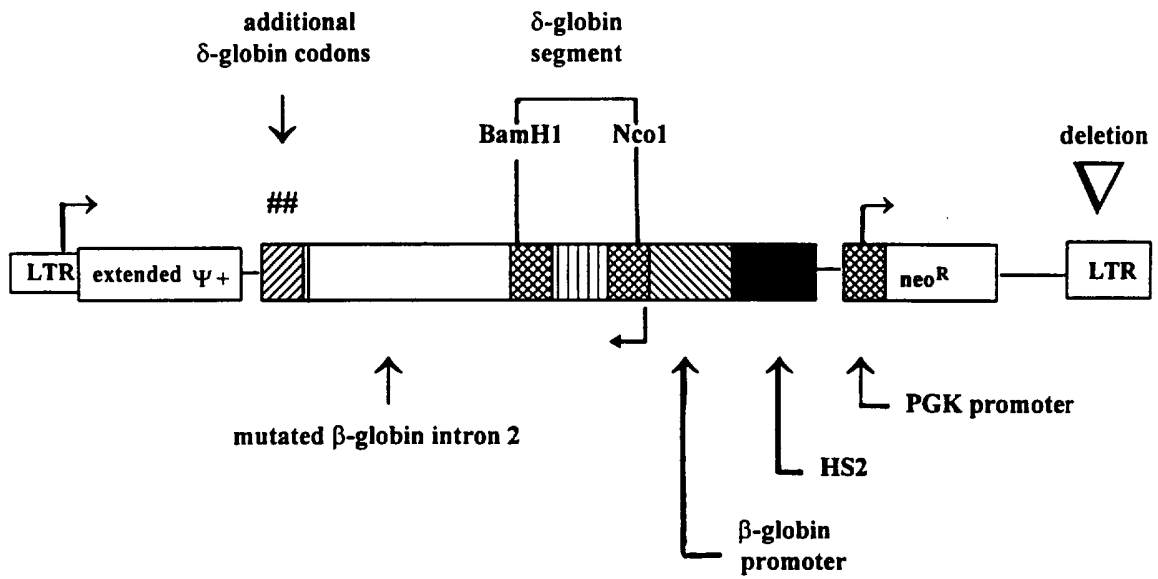 additional
δ-globin codons
δ-globin
segment
BamH1
Nco1
deletion
##
LTR
extended Ψ+
neoR
LTR
mutated β-globin intron 2
PGK promoter
HS2
β-globin
promoter